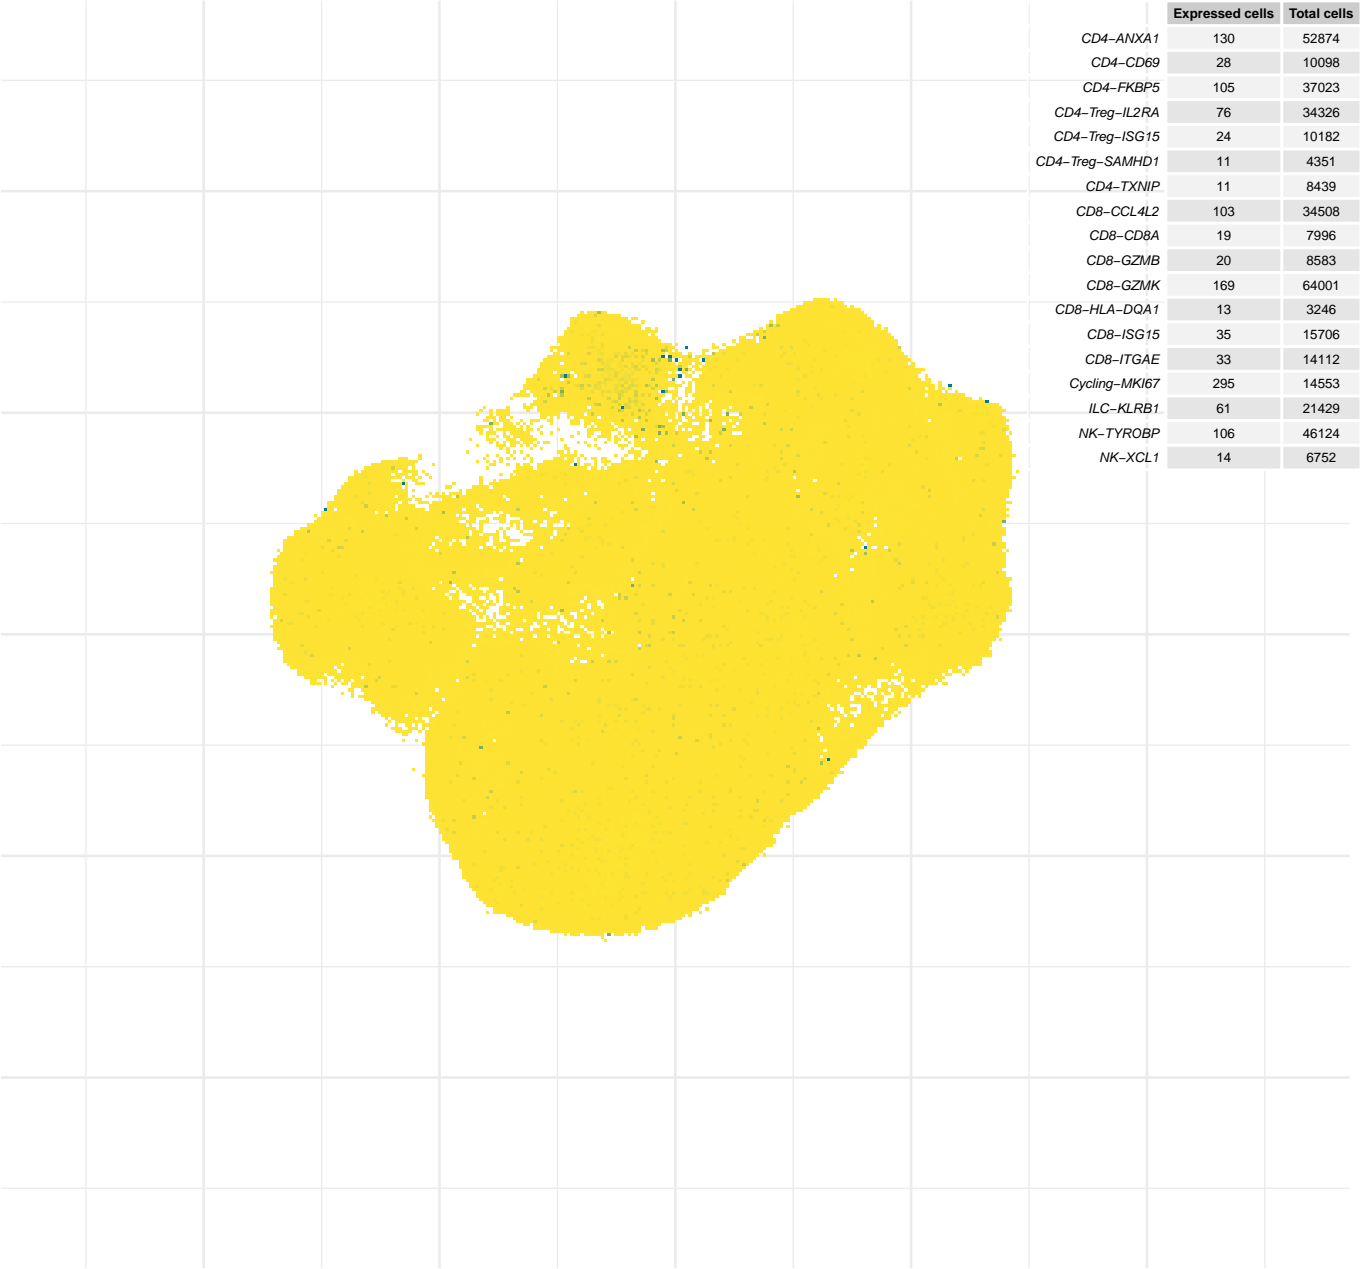 Expressed cells Total cells
CD4−ANXA1 130 52874
CD4−CD69 28 10098
CD4−FKBP5 105 37023
CD4−Treg−IL2RA 76 34326
CD4−Treg−ISG15 24 10182
CD4−Treg−SAMHD1 11 4351
CD4−TXNIP 11 8439
CD8−CCL4L2 103 34508
CD8−CD8A 19 7996
CD8−GZMB 20 8583
CD8−GZMK 169 64001
CD8−HLA−DQA1 13 3246
CD8−ISG15 35 15706
CD8−ITGAE 33 14112
Cycling−MKI67 295 14553
ILC−KLRB1 61 21429
NK−TYROBP 106 46124
NK−XCL1 14 6752